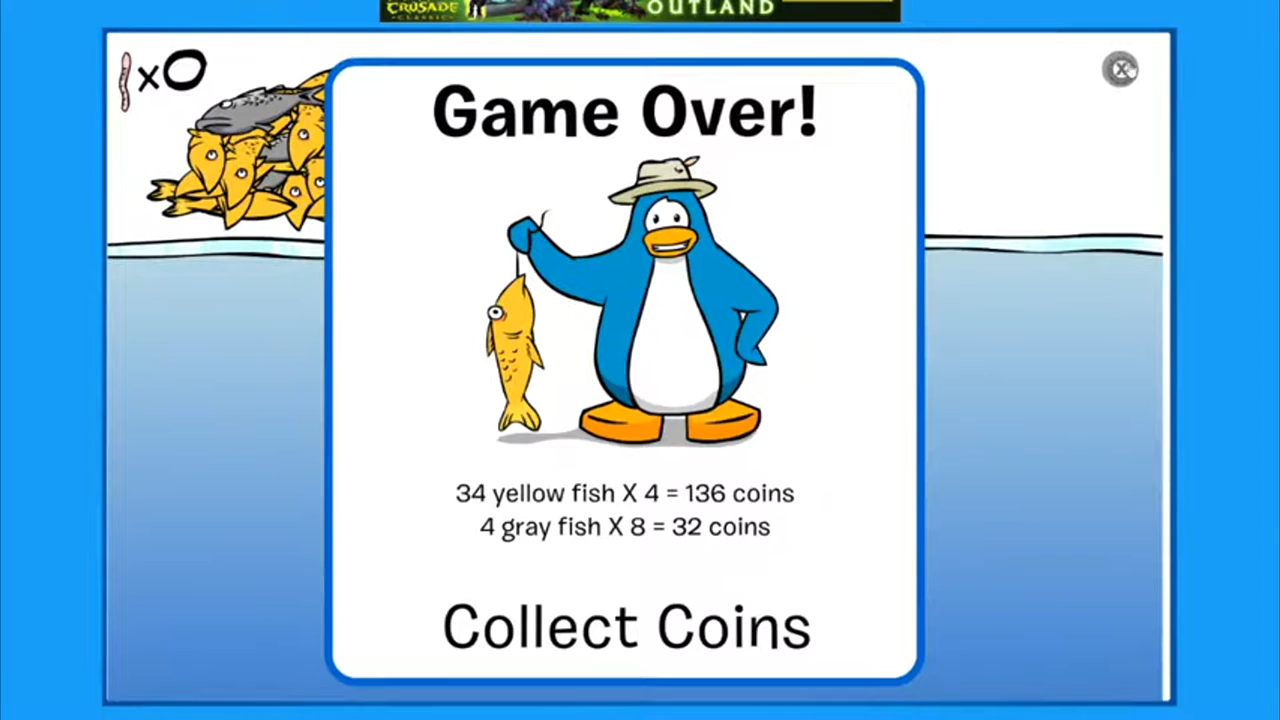 CRUSADE
CLASSIC
OUTLAND
x0
X
Game Over!
34 yellow fish X 4 = 136 coins
4 gray fish X 8 = 32 coins
Collect Coins